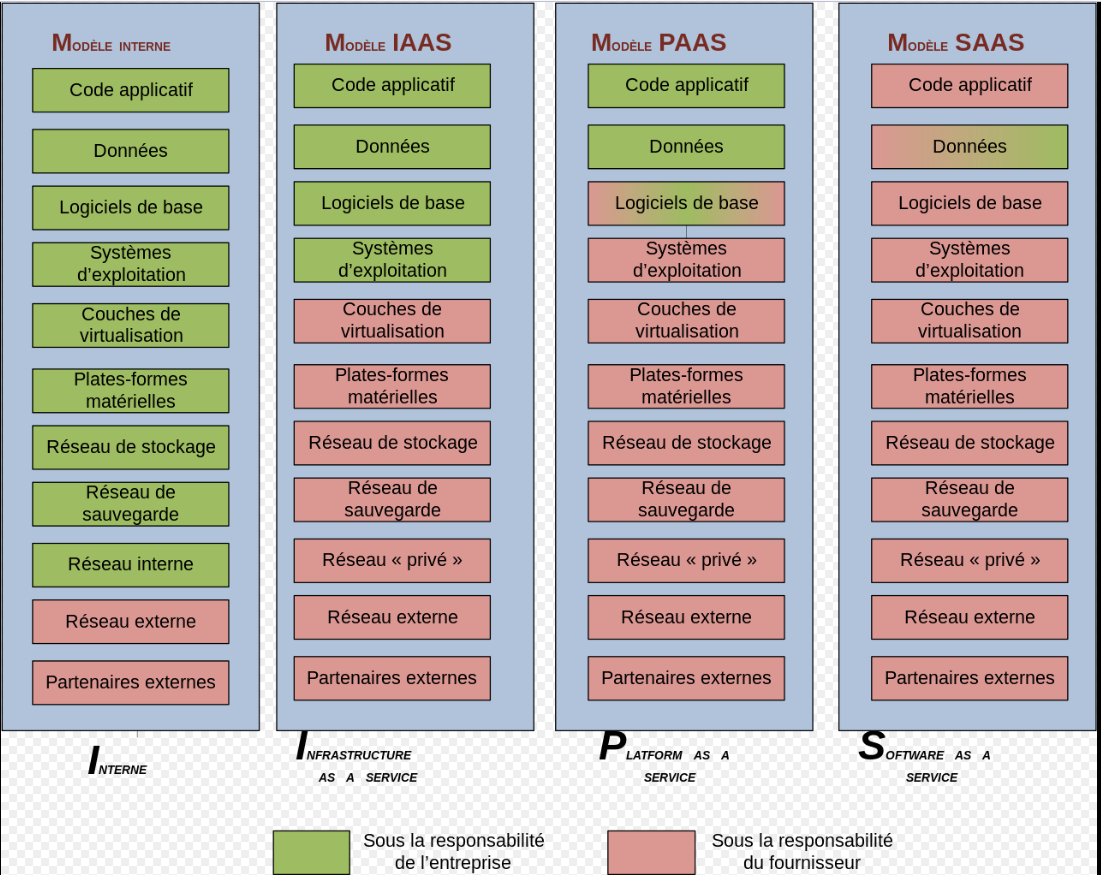 Modèle interne
Code applicatif
Données
Logiciels de base
Systèmes
d’exploitation
Couches de
virtualisation
Plates-formes
matérielles
Réseau de stockage
Réseau de
sauvegarde
Réseau interne
Réseau externe
Partenaires externes
Interne
Modèle IAAS
Code applicatif
Données
Logiciels de base
Systèmes
d’exploitation
Couches de
virtualisation
Plates-formes
matérielles
Réseau de stockage
Réseau de
sauvegarde
Réseau « privé »
Réseau externe
Partenaires externes
Infrastructure
as a service
Modèle PAAS
Code applicatif
Données
Logiciels de base
Systèmes
d’exploitation
Couches de
virtualisation
Plates-formes
matérielles
Réseau de stockage
Réseau de
sauvegarde
Réseau « privé »
Réseau externe
Partenaires externes
Platform as a
service
Modèle SAAS
Code applicatif
Données
Logiciels de base
Systèmes
d’exploitation
Couches de
virtualisation
Plates-formes
matérielles
Réseau de stockage
Réseau de
sauvegarde
Réseau « privé »
Réseau externe
Partenaires externes
Software as a
service
Sous la responsabilité
de l’entreprise
Sous la responsabilité
du fournisseur